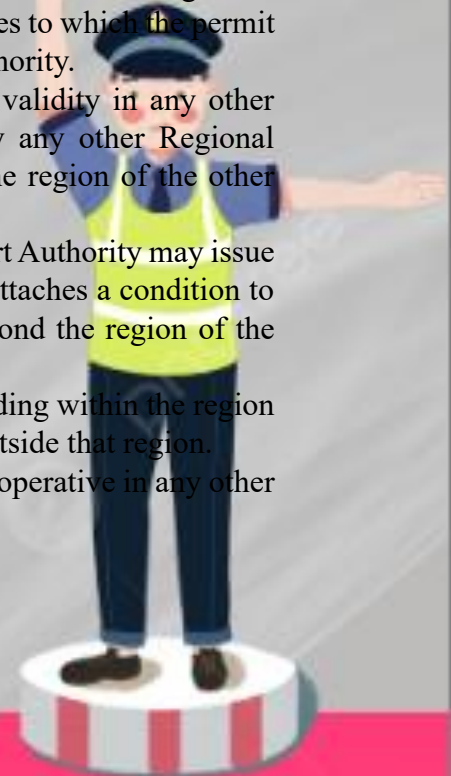 es to which the permit
nority.
validity in any other
any other Regional
e region of the other
rt Authority may issue
ttaches a condition to
ond the region of the
ding within the region
tside that region.
operative in any other